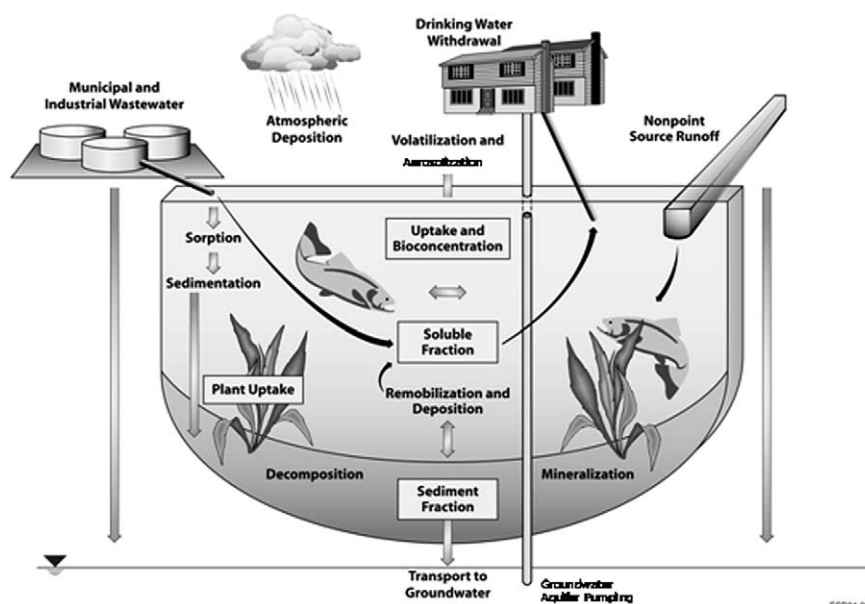 Drinking Water
Withdrawal
Municipal and
Industrial Wastewater
Atmospheric
Deposition
Volatilization and
Aerosolization
Nonpoint
Source Runoff
Uptake and
Bioconcentration
Sorption
Sedimentation
Soluble
Fraction
Plant Uptake
Remobilization and
Deposition
Decomposition
Mineralization
Sediment
Fraction
Transport to
Groundwater
Groundwater
Aquifer Pumping